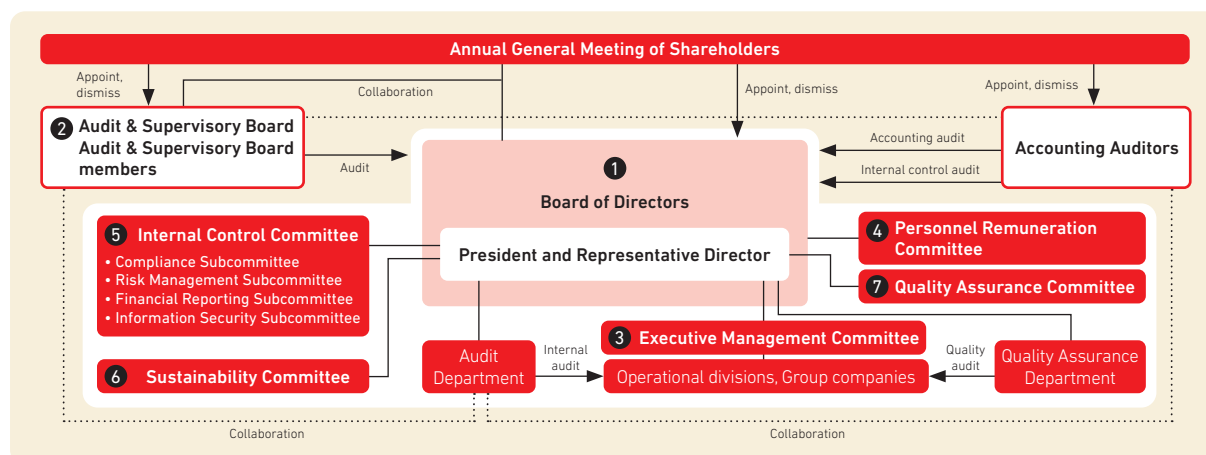 Annual General Meeting of Shareholders
Appoint,
dismiss
Collaboration
Appoint, dismiss
Appoint, dismiss
2 Audit & Supervisory Board
Audit & Supervisory Board
members
Audit
1
Board of Directors
Accounting audit
Internal control audit
Accounting Auditors
5 Internal Control Committee
• Compliance Subcommittee
• Risk Management Subcommittee
• Financial Reporting Subcommittee
• Information Security Subcommittee
President and Representative Director
4 Personnel Remuneration
Committee
7 Quality Assurance Committee
3 Executive Management Committee
6 Sustainability Committee
Audit
Department
Internal
audit
Operational divisions, Group companies
Quality
audit
Quality Assurance
Department
Collaboration
Collaboration